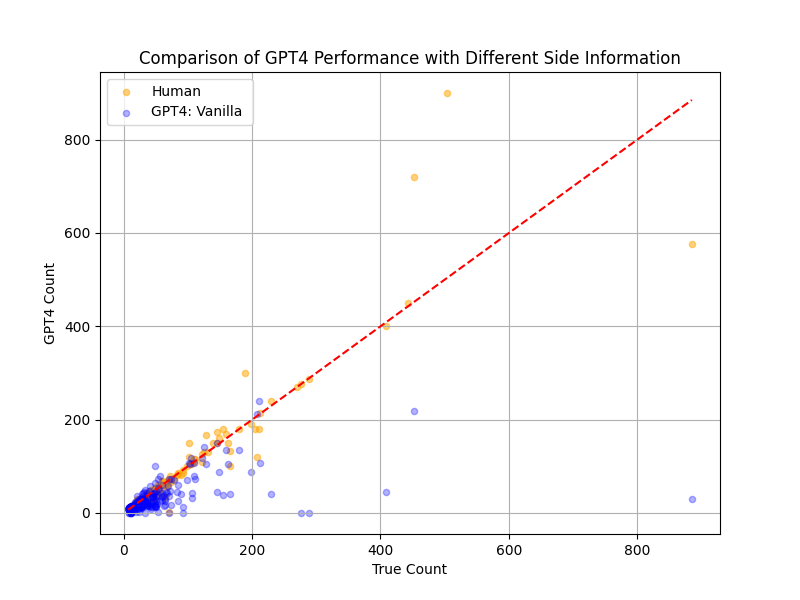 Comparison of GPT4 Performance with Different Side Information
Human
GPT4: Vanilla
800
600
400
200
0
GPT4 Count
0 200 400 600 800
True Count